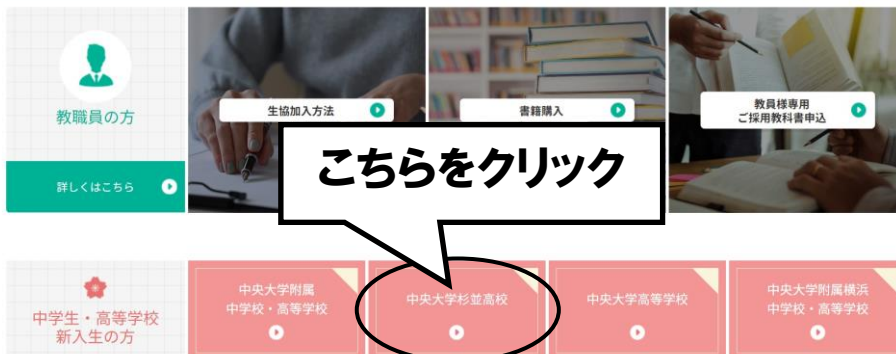 教職員の方
詳しくはこちら
生協加入方法
書籍購入
教員様専用
ご採用教科書申込
こちらをクリック
中学生・高等学校
新入生の方
中央大学附属
中学校・高等学校
中央大学杉並高校
中央大学高等学校
中央大学附属横浜
中学校・高等学校